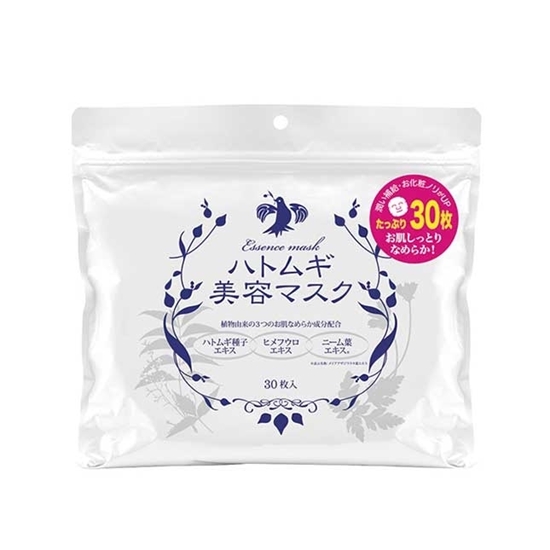 Essence mask
ハトムギ
美容マスク
植物由来の3つのお肌なめらか成分配合
ハトムギ種子
エキス
ヒメフウロ
エキス
ニーム葉
エキス※
30枚入
潤い補給・お化粧ノリがUP
たっぷり30枚
お肌しっとり
なめらか!